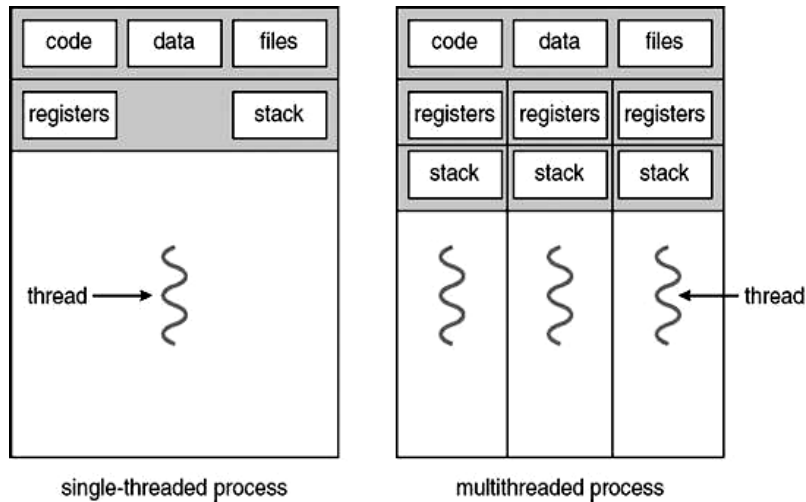 code data files
registers stack
thread
single-threaded process
code data files
registers registers registers
stack stack stack
thread
multithreaded process